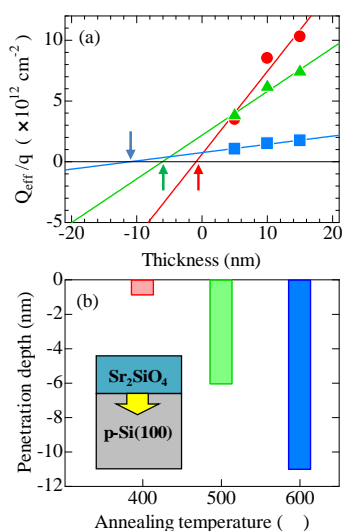 (a)
Q_eff/q ( ×10^12 cm^-2)
10
5
0
-5
-20 -10 0 10 20
Thickness (nm)
(b)
Penetration depth (nm)
0
-2
-4
-6
-8
-10
-12
Sr2SiO4
p-Si(100)
400 500 600
Annealing temperature ( )